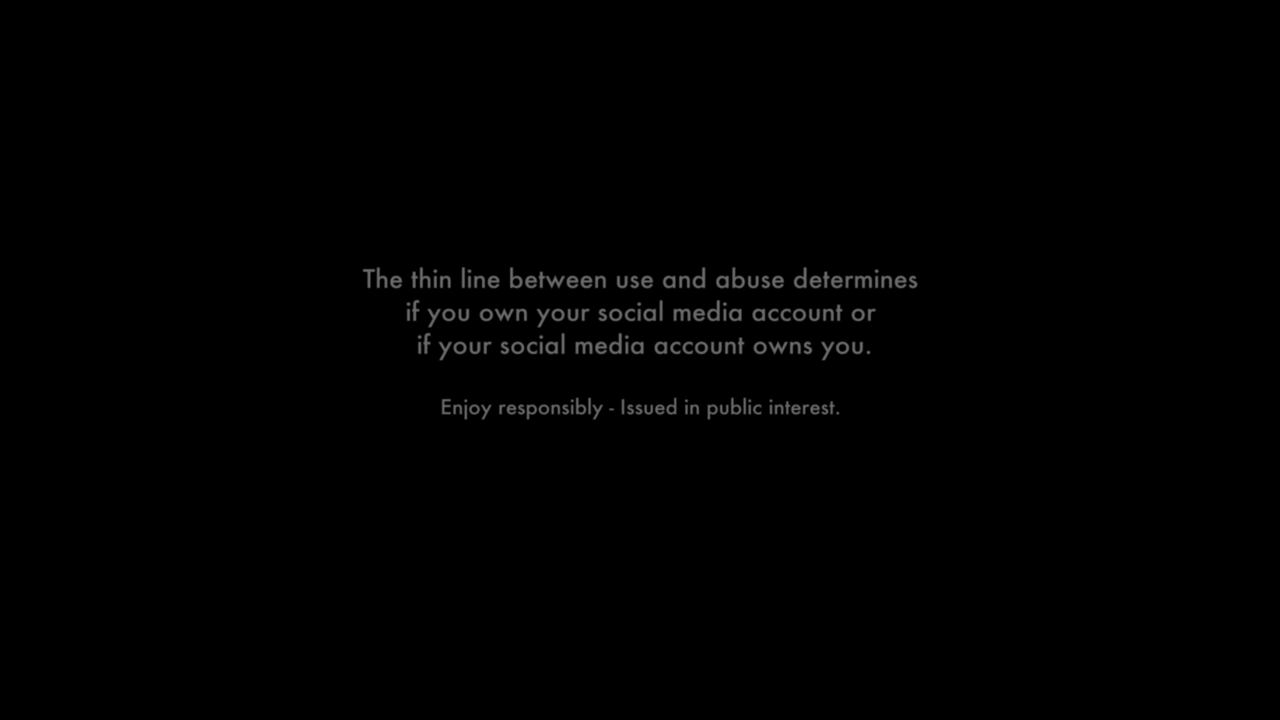 The thin line between use and abuse determines
if you own your social media account or
if your social media account owns you.
Enjoy responsibly - Issued in public interest.